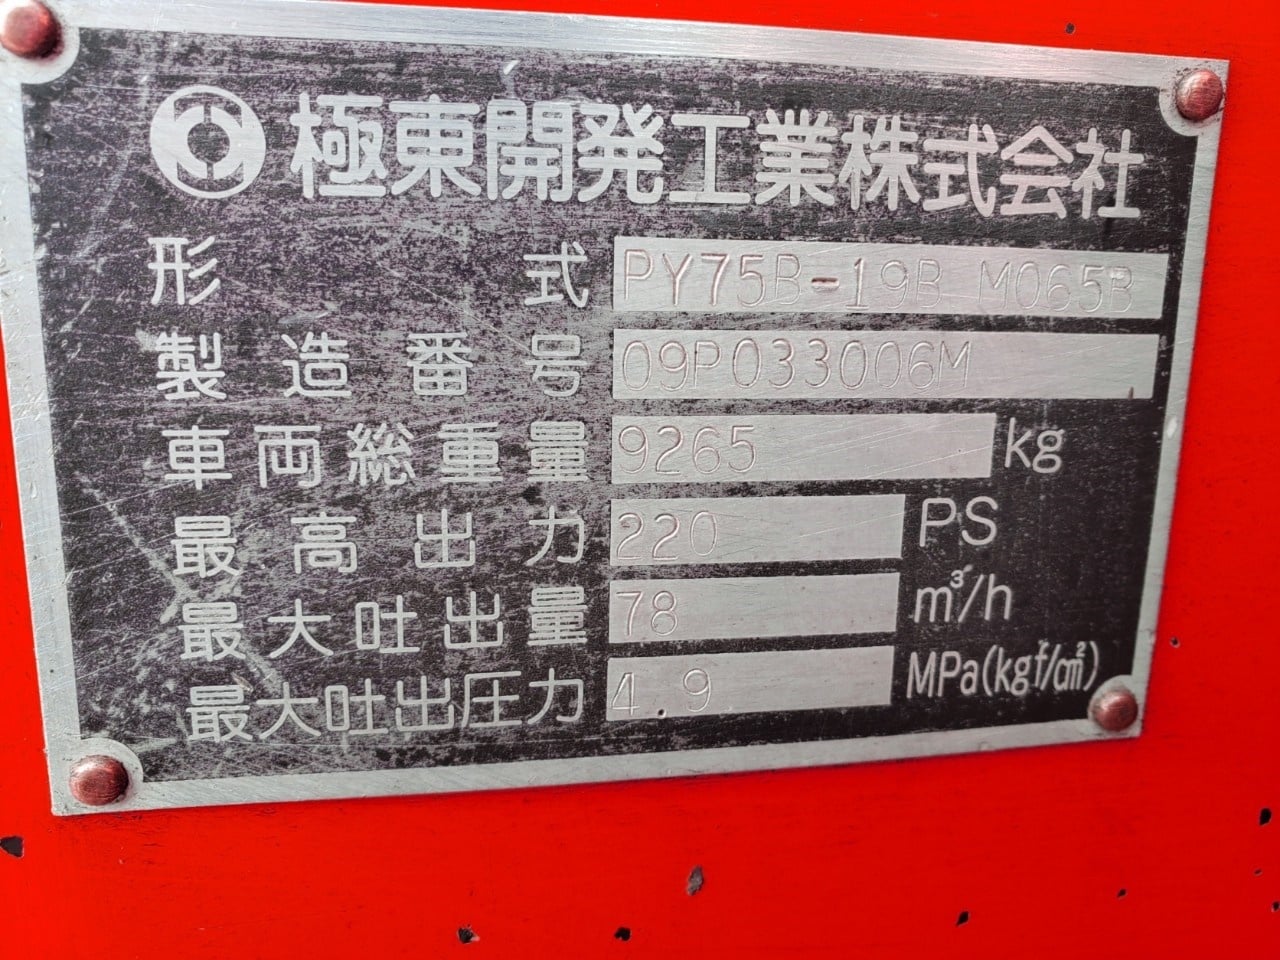 極東開発工業株式会社
形式 PY75B-19B M065B
製造番号 09P033006M
車両総重量 9265 kg
最高出力 220 PS
最大吐出量 78 m³/h
最大吐出圧力 4.9 MPa(kgf/cm²)